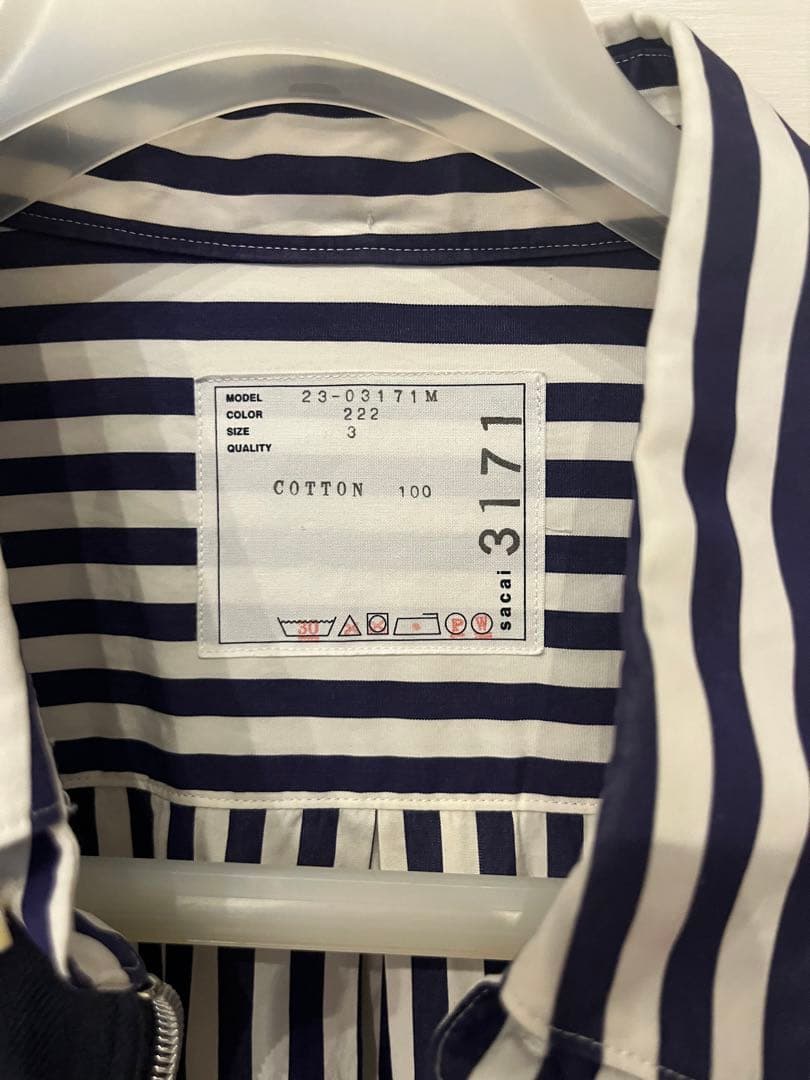 MODEL 23-03171M
COLOR 222
SIZE 3
QUALITY
COTTON 100
30 P W
sacai 3171